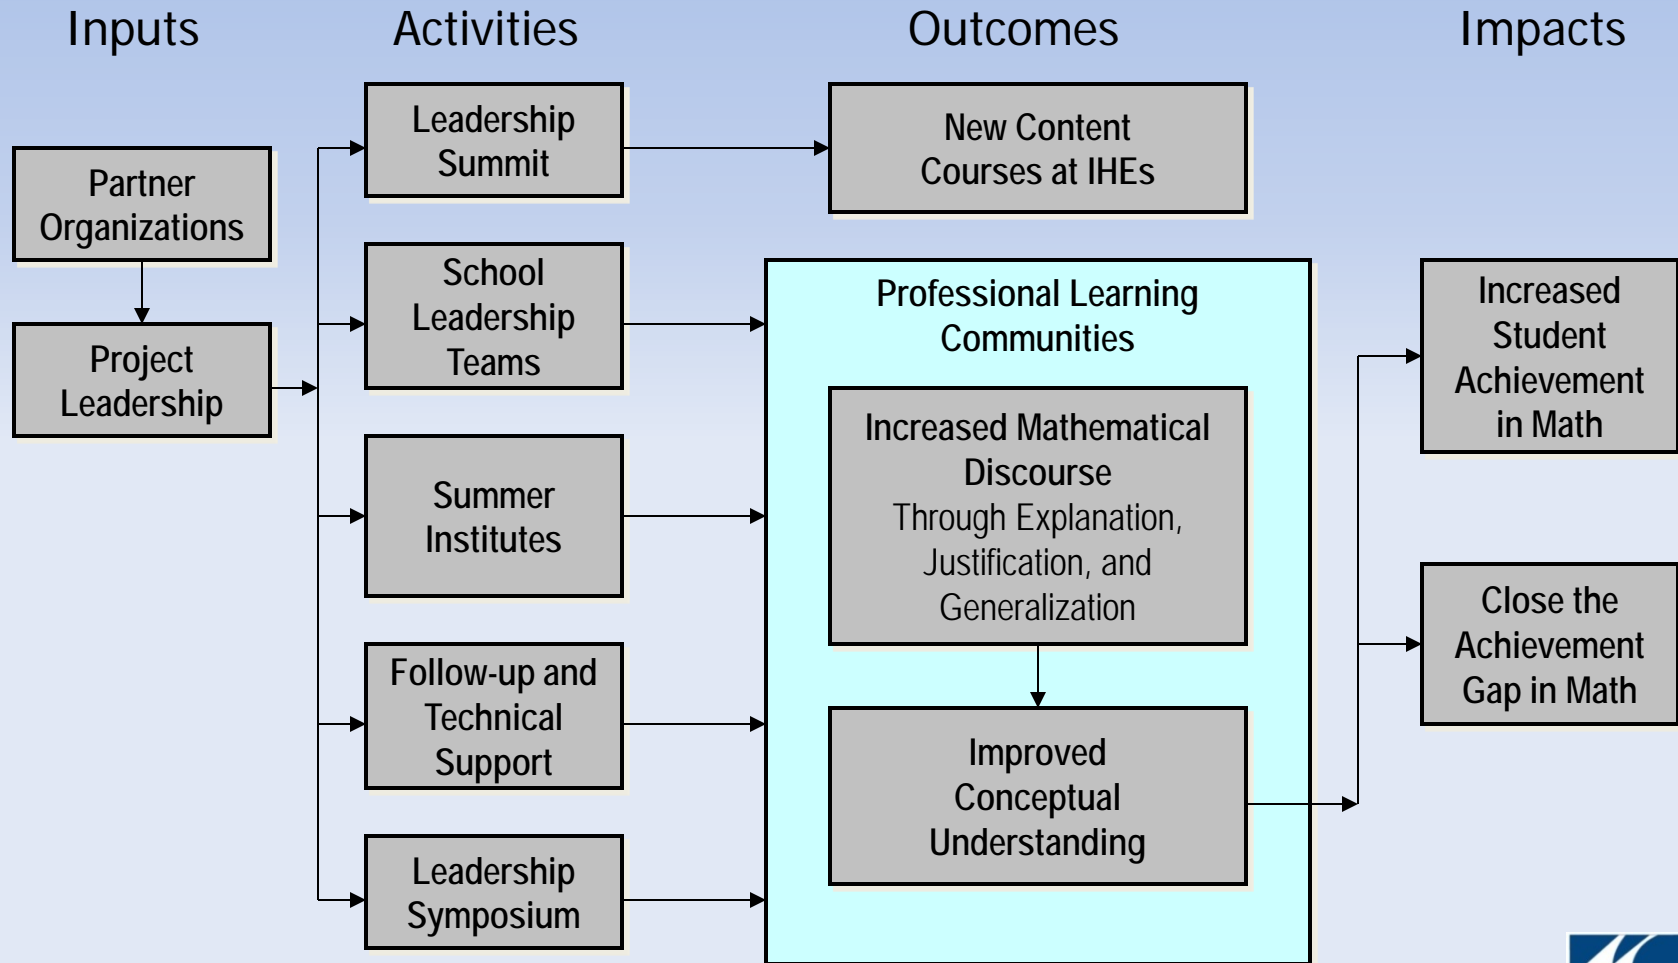 Inputs
Activities
Outcomes
Impacts
Partner
Organizations
Project
Leadership
Leadership
Summit
School
Leadership
Teams
Summer
Institutes
Follow-up and
Technical
Support
Leadership
Symposium
New Content
Courses at IHEs
Professional Learning
Communities
Increased Mathematical
Discourse
Through Explanation,
Justification, and
Generalization
Improved
Conceptual
Understanding
Increased
Student
Achievement
in Math
Close the
Achievement
Gap in Math